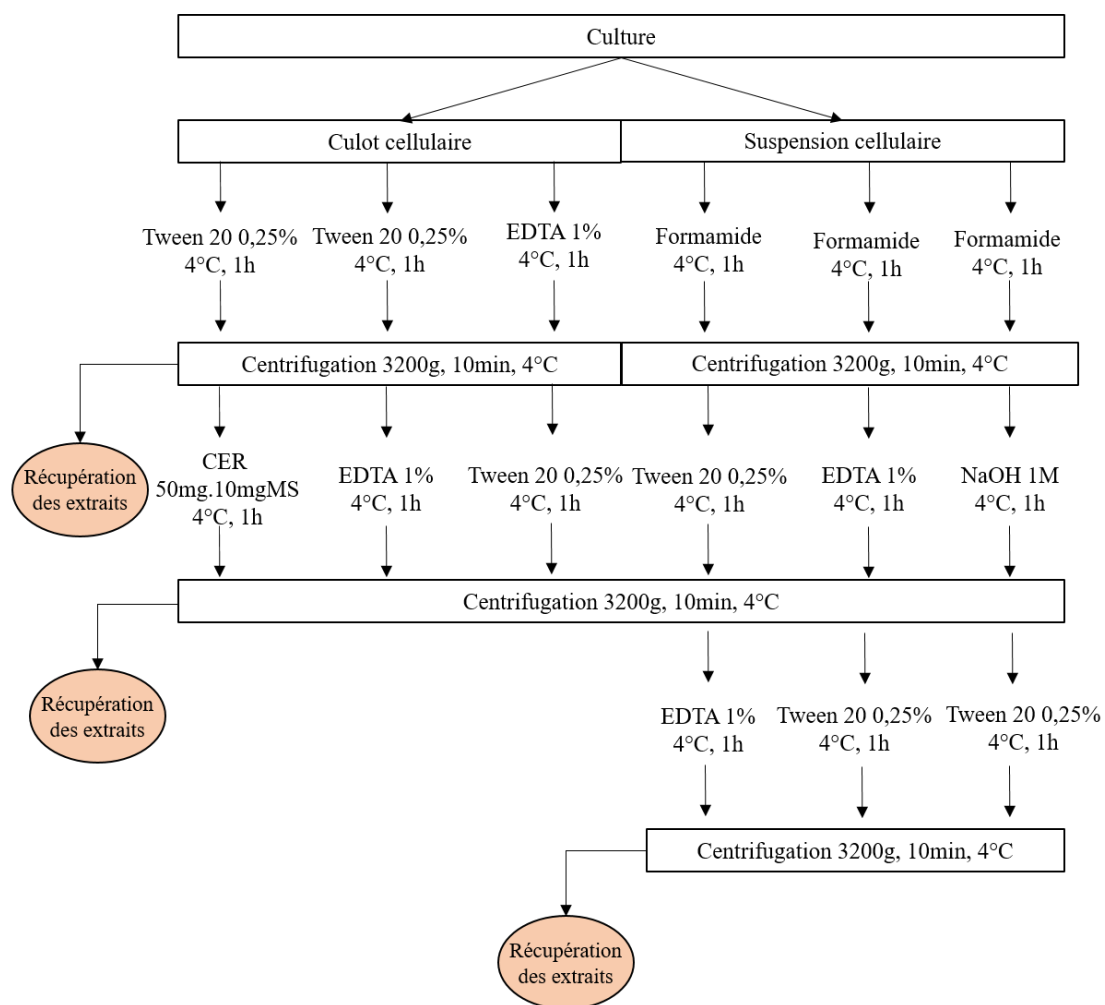 Culture
Culot cellulaire
Suspension cellulaire
Tween 20 0,25%
4°C, 1h
Tween 20 0,25%
4°C, 1h
EDTA 1%
4°C, 1h
Formamide
4°C, 1h
Formamide
4°C, 1h
Formamide
4°C, 1h
Centrifugation 3200g, 10min, 4°C
Centrifugation 3200g, 10min, 4°C
Récupération
des extraits
CER
50mg.10mgMS
4°C, 1h
EDTA 1%
4°C, 1h
Tween 20 0,25%
4°C, 1h
Tween 20 0,25%
4°C, 1h
EDTA 1%
4°C, 1h
NaOH 1M
4°C, 1h
Centrifugation 3200g, 10min, 4°C
Récupération
des extraits
EDTA 1%
4°C, 1h
Tween 20 0,25%
4°C, 1h
Tween 20 0,25%
4°C, 1h
Centrifugation 3200g, 10min, 4°C
Récupération
des extraits